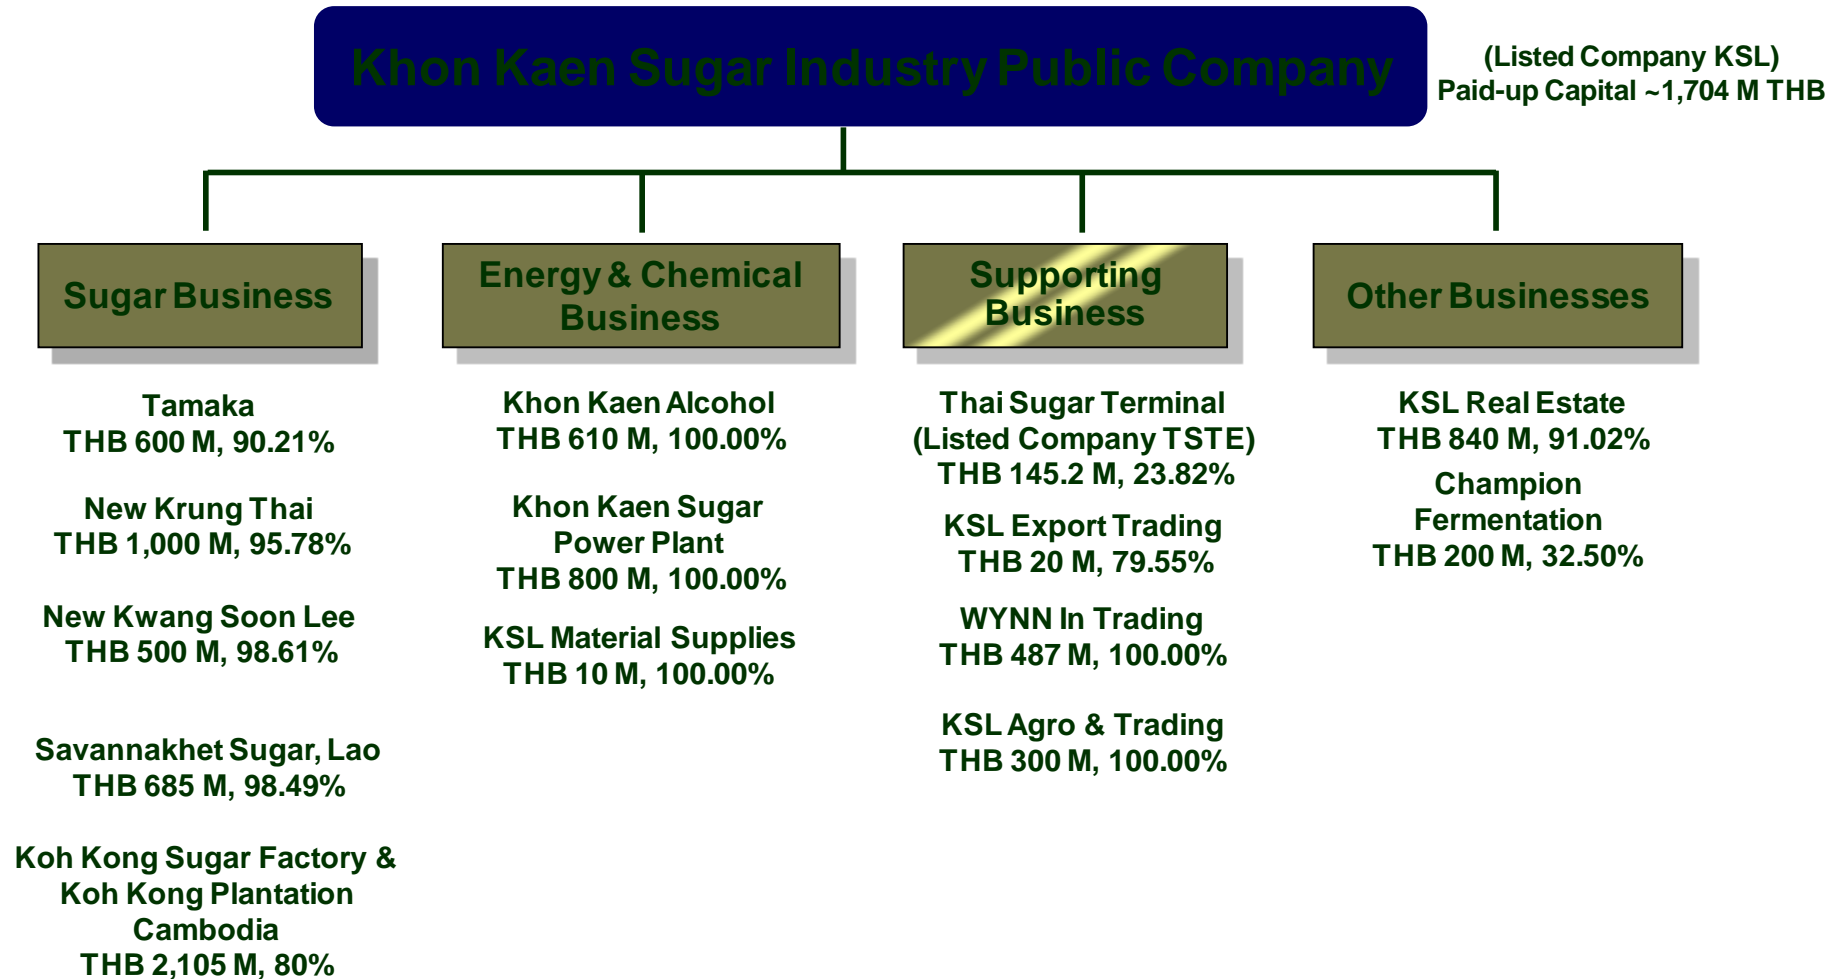 Khon Kaen Sugar Industry Public Company
(Listed Company KSL)
Paid-up Capital ~1,704 M THB
Sugar Business
Tamaka
THB 600 M, 90.21%
New Krung Thai
THB 1,000 M, 95.78%
New Kwang Soon Lee
THB 500 M, 98.61%
Savannakhet Sugar, Lao
THB 685 M, 98.49%
Koh Kong Sugar Factory &
Koh Kong Plantation
Cambodia
THB 2,105 M, 80%
Energy & Chemical
Business
Khon Kaen Alcohol
THB 610 M, 100.00%
Khon Kaen Sugar
Power Plant
THB 800 M, 100.00%
KSL Material Supplies
THB 10 M, 100.00%
Supporting
Business
Thai Sugar Terminal
(Listed Company TSTE)
THB 145.2 M, 23.82%
KSL Export Trading
THB 20 M, 79.55%
WYNN In Trading
THB 487 M, 100.00%
KSL Agro & Trading
THB 300 M, 100.00%
Other Businesses
KSL Real Estate
THB 840 M, 91.02%
Champion
Fermentation
THB 200 M, 32.50%